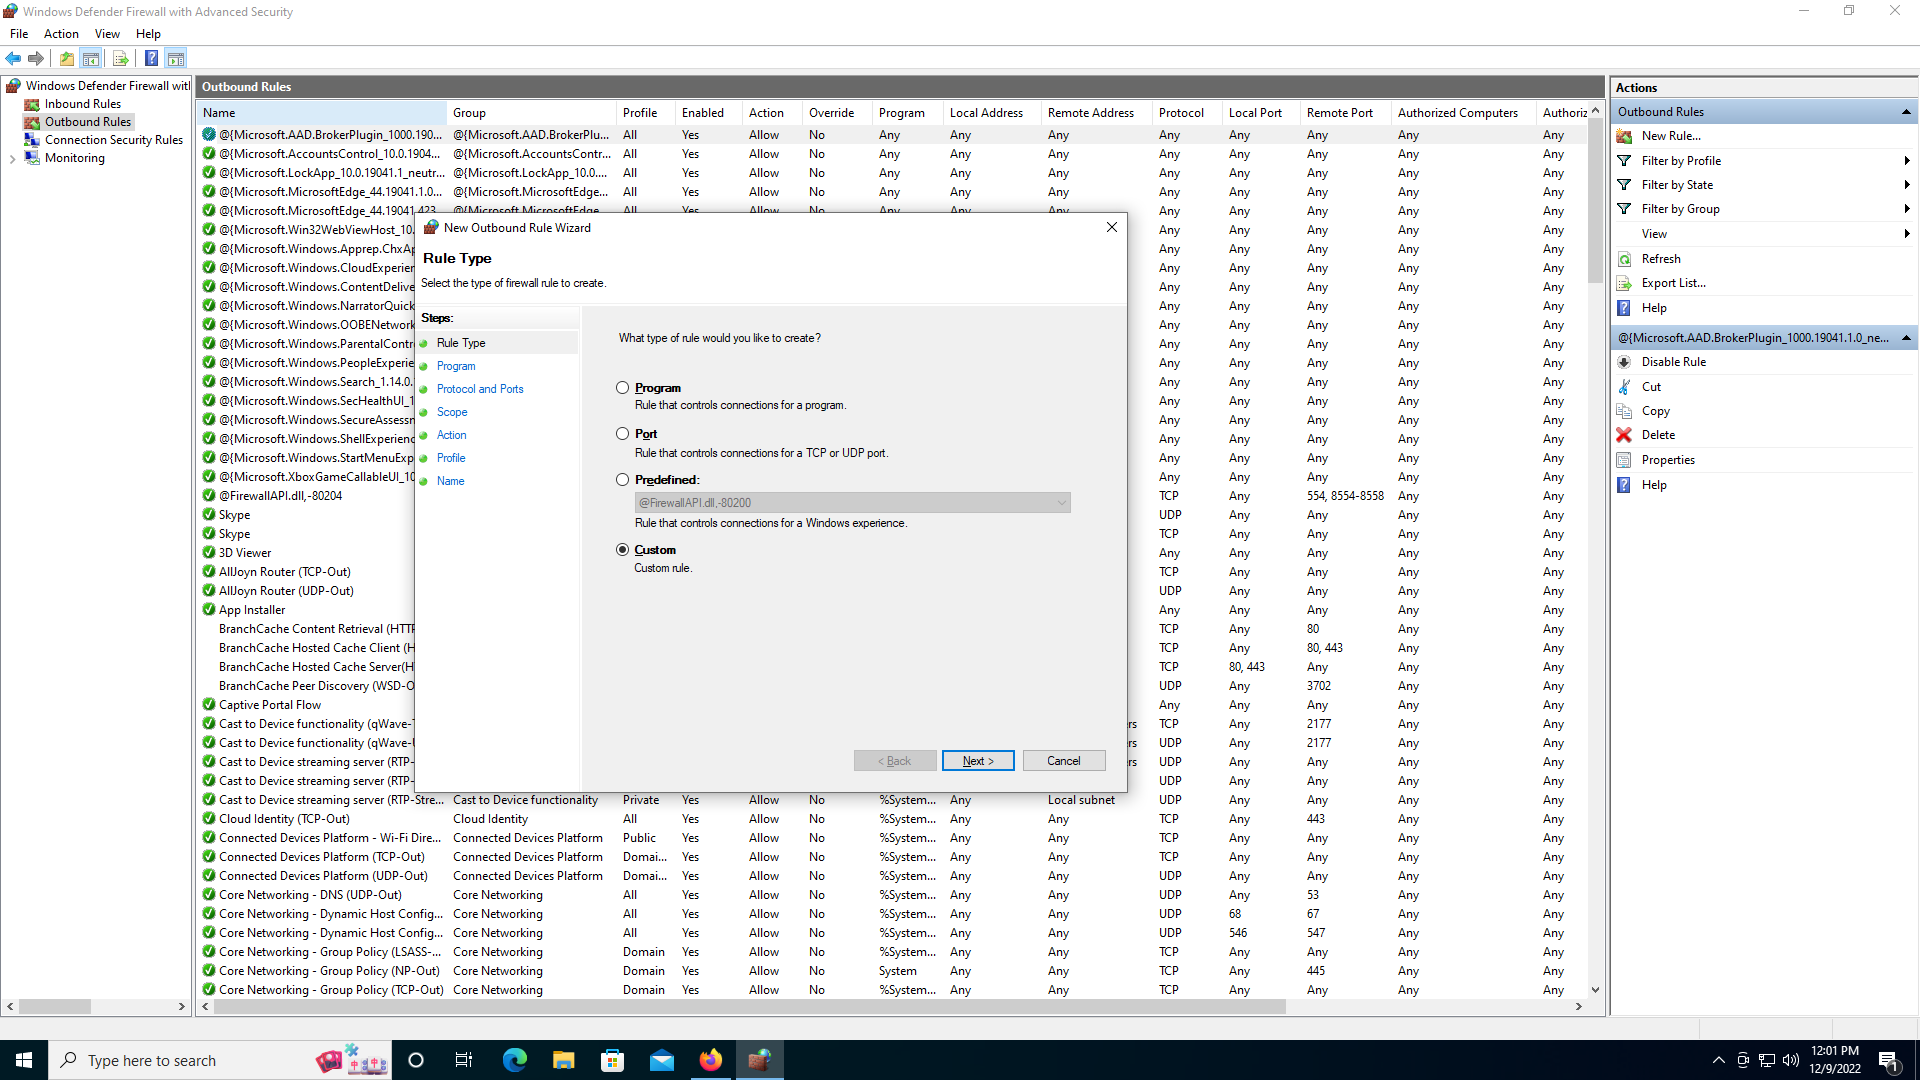 Windows Defender Firewall with Advanced Security
File Action View Help
Windows Defender Firewall witl
Inbound Rules
Outbound Rules
Connection Security Rules
Monitoring
Outbound Rules
Name Group Profile Enabled Action Override Program Local Address Remote Address Protocol Local Port Remote Port Authorized Computers Authoriz
@{Microsoft.AAD.BrokerPlugin_1000.190... @{Microsoft.AAD.BrokerPlu... All Yes Allow No Any Any Any Any Any Any Any Any
@{Microsoft.AccountsControl_10.0.1904... @{Microsoft.AccountsContr... All Yes Allow No Any Any Any Any Any Any Any Any
@{Microsoft.LockApp_10.0.19041.1_neutr... @{Microsoft.LockApp_10.0.... All Yes Allow No Any Any Any Any Any Any Any Any
@{Microsoft.MicrosoftEdge_44.19041.1.0... @{Microsoft.MicrosoftEdge... All Yes Allow No Any Any Any Any Any Any Any Any
@{Microsoft.MicrosoftEdge_44.19041.423 @{Microsoft.MicrosoftEdge All Yes Allow No Any Any Any Any Any Any Any Any
@{Microsoft.Win32WebViewHost_10. Any Any Any Any Any
@{Microsoft.Windows.Apprep.ChxAp Any Any Any Any Any
@{Microsoft.Windows.CloudExperien Any Any Any Any Any
@{Microsoft.Windows.ContentDelive Any Any Any Any Any
@{Microsoft.Windows.NarratorQuick Any Any Any Any Any
@{Microsoft.Windows.OOBENetwork Any Any Any Any Any
@{Microsoft.Windows.ParentalContr Any Any Any Any Any
@{Microsoft.Windows.PeopleExperie Any Any Any Any Any
@{Microsoft.Windows.Search_1.14.0. Any Any Any Any Any
@{Microsoft.Windows.SecHealthUI_1 Any Any Any Any Any
@{Microsoft.Windows.SecureAssessn Any Any Any Any Any
@{Microsoft.Windows.ShellExperienc Any Any Any Any Any
@{Microsoft.Windows.StartMenuExp Any Any Any Any Any
@{Microsoft.XboxGameCallableUI_10 Any Any Any Any Any
@FirewallAPI.dll,-80204 TCP Any 554, 8554-8558 Any Any
Skype UDP Any Any Any Any
Skype TCP Any Any Any Any
3D Viewer Any Any Any Any Any
AllJoyn Router (TCP-Out) TCP Any Any Any Any
AllJoyn Router (UDP-Out) UDP Any Any Any Any
App Installer Any Any Any Any Any
BranchCache Content Retrieval (HTTP TCP Any 80 Any Any
BranchCache Hosted Cache Client (H TCP Any 80, 443 Any Any
BranchCache Hosted Cache Server(H TCP 80, 443 Any Any Any
BranchCache Peer Discovery (WSD-O UDP Any 3702 Any Any
Captive Portal Flow Any Any Any Any Any
Cast to Device functionality (qWave-T ers TCP Any 2177 Any Any
Cast to Device functionality (qWave-U ers UDP Any 2177 Any Any
Cast to Device streaming server (RTP- ers UDP Any Any Any Any
Cast to Device streaming server (RTP- UDP Any Any Any Any
Cast to Device streaming server (RTP-Stre... Cast to Device functionality Private Yes Allow No %System... Any Local subnet UDP Any Any Any Any
Cloud Identity (TCP-Out) Cloud Identity All Yes Allow No %System... Any Any TCP Any 443 Any Any
Connected Devices Platform - Wi-Fi Dire... Connected Devices Platform Public Yes Allow No %System... Any Any TCP Any Any Any Any
Connected Devices Platform (TCP-Out) Connected Devices Platform Domai... Yes Allow No %System... Any Any TCP Any Any Any Any
Connected Devices Platform (UDP-Out) Connected Devices Platform Domai... Yes Allow No %System... Any Any UDP Any Any Any Any
Core Networking - DNS (UDP-Out) Core Networking All Yes Allow No %System... Any Any UDP Any 53 Any Any
Core Networking - Dynamic Host Config... Core Networking All Yes Allow No %System... Any Any UDP 68 67 Any Any
Core Networking - Dynamic Host Config... Core Networking All Yes Allow No %System... Any Any UDP 546 547 Any Any
Core Networking - Group Policy (LSASS-... Core Networking Domain Yes Allow No %System... Any Any TCP Any Any Any Any
Core Networking - Group Policy (NP-Out) Core Networking Domain Yes Allow No System Any Any TCP Any 445 Any Any
Core Networking - Group Policy (TCP-Out) Core Networking Domain Yes Allow No %System... Any Any TCP Any Any Any Any
New Outbound Rule Wizard
Rule Type
Select the type of firewall rule to create.
Steps:
Rule Type
Program
Protocol and Ports
Scope
Action
Profile
Name
What type of rule would you like to create?
Program
Rule that controls connections for a program.
Port
Rule that controls connections for a TCP or UDP port.
Predefined:
@FirewallAPI.dll,-80200
Rule that controls connections for a Windows experience.
Custom
Custom rule.
< Back Next > Cancel
Actions
Outbound Rules
New Rule...
Filter by Profile
Filter by State
Filter by Group
View
Refresh
Export List...
Help
@{Microsoft.AAD.BrokerPlugin_1000.19041.1.0_ne...
Disable Rule
Cut
Copy
Delete
Properties
Help
Type here to search
12:01 PM
12/9/2022
1